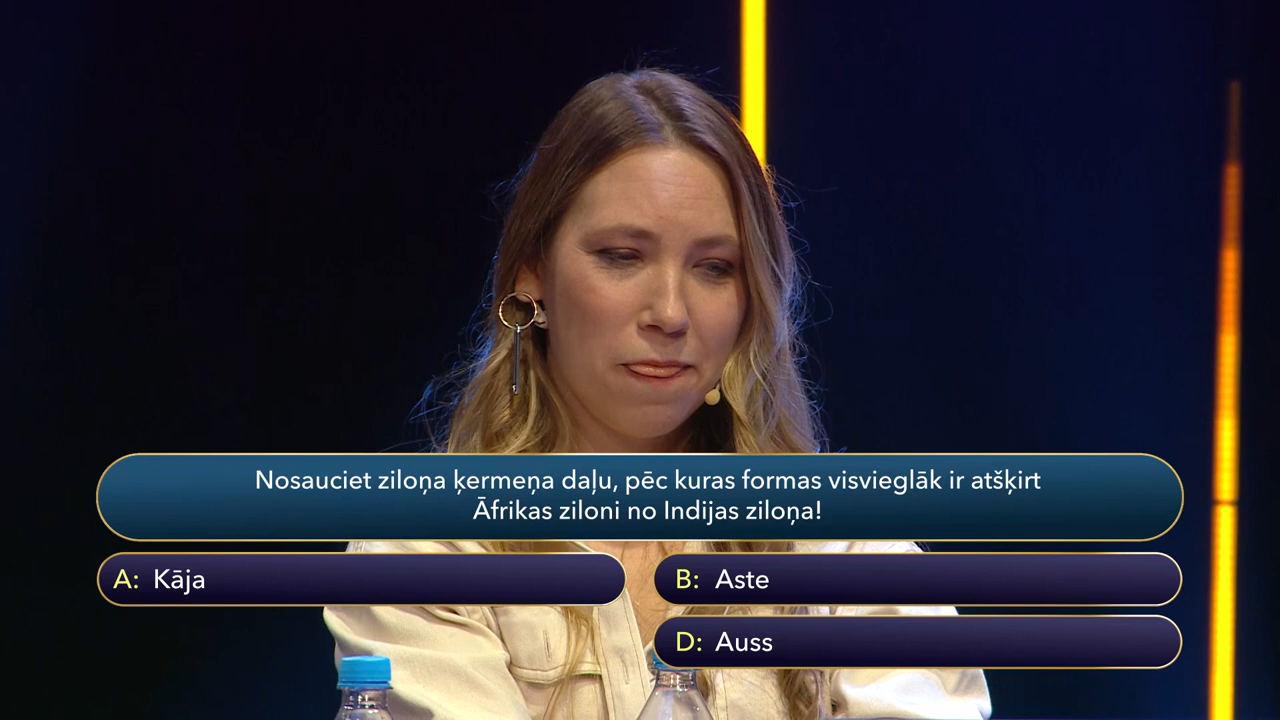 Nosauciet ziloņa ķermeņa daļu, pēc kuras formas visvieglāk ir atšķirt
Āfrikas ziloni no Indijas ziloņa!
A: Kāja
B: Aste
D: Auss